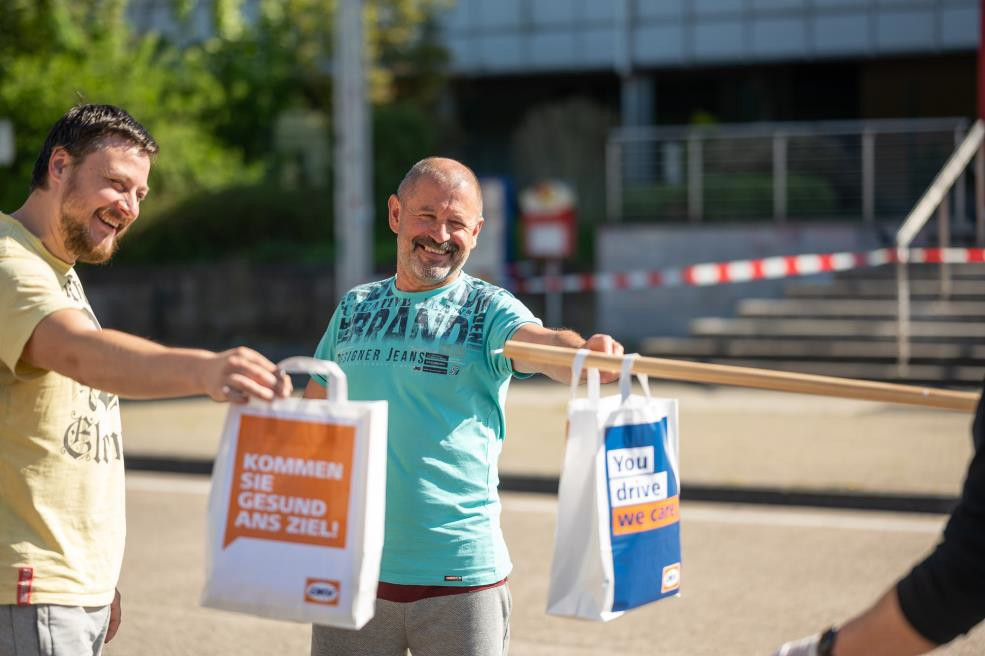 BRAND
DESIGNER JEANS
KOMMEN
SIE
GESUND
ANS ZIEL!
You
drive
we care